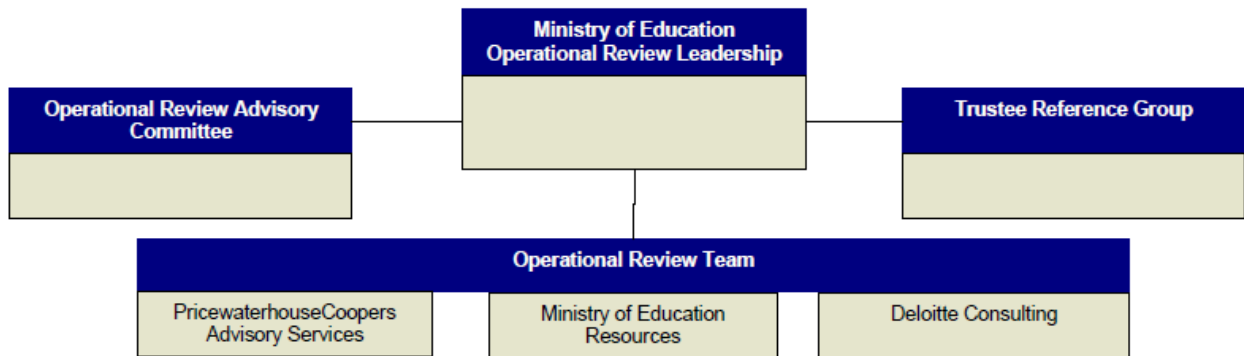 Ministry of Education
Operational Review Leadership
Operational Review Advisory
Committee
Trustee Reference Group
Operational Review Team
PricewaterhouseCoopers
Advisory Services
Ministry of Education
Resources
Deloitte Consulting